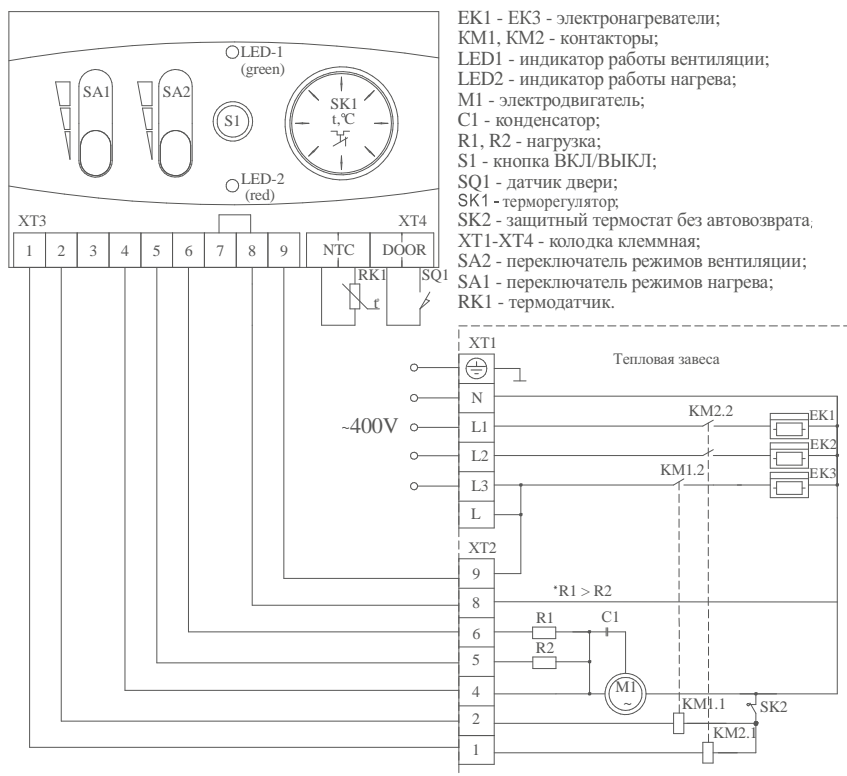 LED-1
(green)
SA1
SA2
S1
SK1
t,°C
LED-2
(red)
XT3
XT4
1 2 3 4 5 6 7 8 9 NTC DOOR
RK1
SQ1
t°
EK1 - EK3 - электронагреватели;
КМ1, КМ2 - контакторы;
LED1 - индикатор работы вентиляции;
LED2 - индикатор работы нагрева;
М1 - электродвигатель;
С1 - конденсатор;
R1, R2 - нагрузка;
S1 - кнопка ВКЛ/ВЫКЛ;
SQ1 - датчик двери;
SK1 - терморегулятор;
SK2 - защитный термостат без автовозврата;
XT1-XT4 - колодка клеммная;
SA2 - переключатель режимов вентиляции;
SA1 - переключатель режимов нагрева;
RK1 - термодатчик.
XT1
Тепловая завеса
N
~400V
L1
L2
L3
L
KM2.2
EK1
EK2
KM1.2
EK3
XT2
9
8
*R1 > R2
6
R1
C1
5
R2
4
M1
~
2
KM1.1
SK2
1
KM2.1